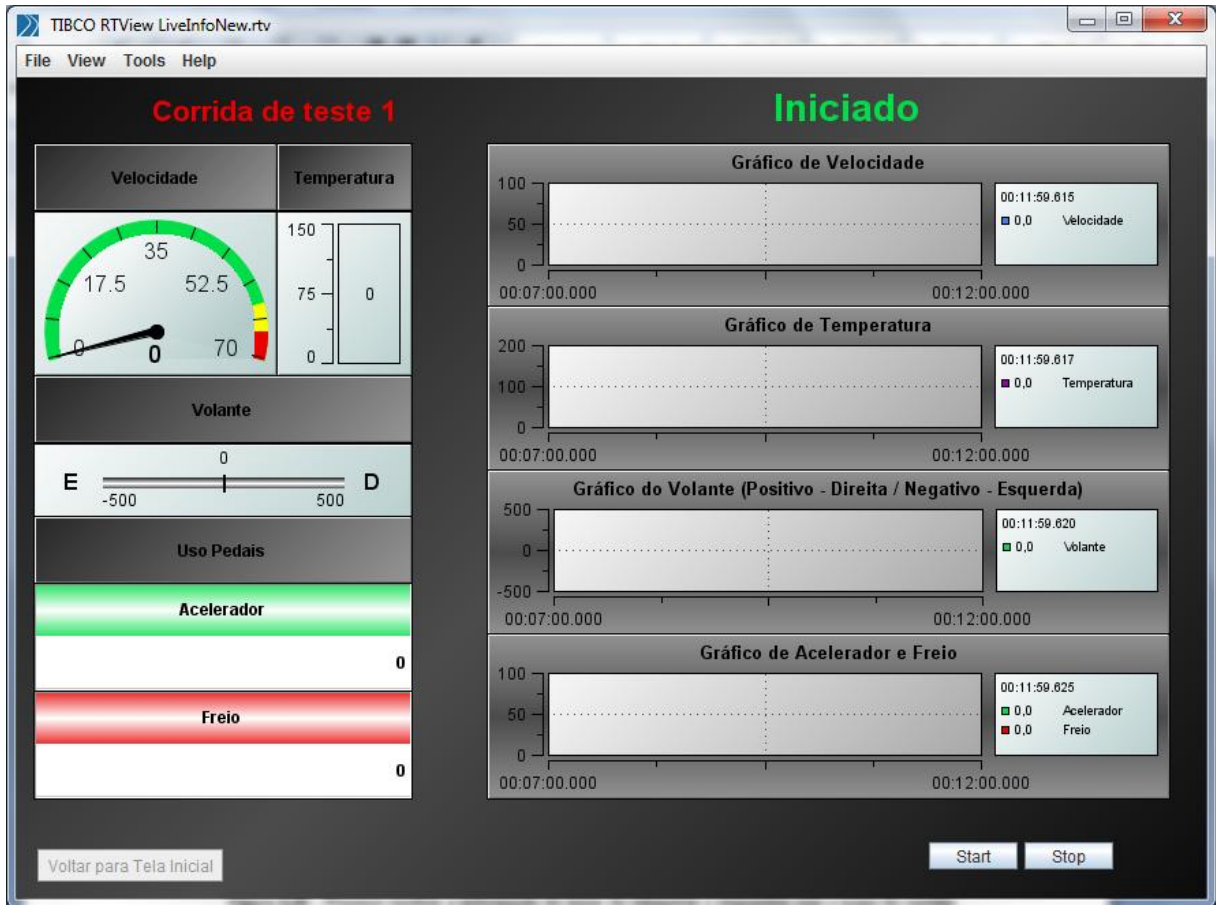 TIBCO RTView LiveInfoNew.rtv
File View Tools Help
Corrida de teste 1
Iniciado
Velocidade
Temperatura
0
17.5
35
52.5
70
0
150
75
0
0
Volante
E
0
-500
500
D
Uso Pedais
Acelerador
0
Freio
0
Gráfico de Velocidade
100
50
0
00:07:00.000
00:12:00.000
00:11:59.615
0,0 Velocidade
Gráfico de Temperatura
200
100
0
00:07:00.000
00:12:00.000
00:11:59.617
0,0 Temperatura
Gráfico do Volante (Positivo - Direita / Negativo - Esquerda)
500
0
-500
00:07:00.000
00:12:00.000
00:11:59.620
0,0 Volante
Gráfico de Acelerador e Freio
100
50
0
00:07:00.000
00:12:00.000
00:11:59.625
0,0 Acelerador
0,0 Freio
Voltar para Tela Inicial
Start
Stop